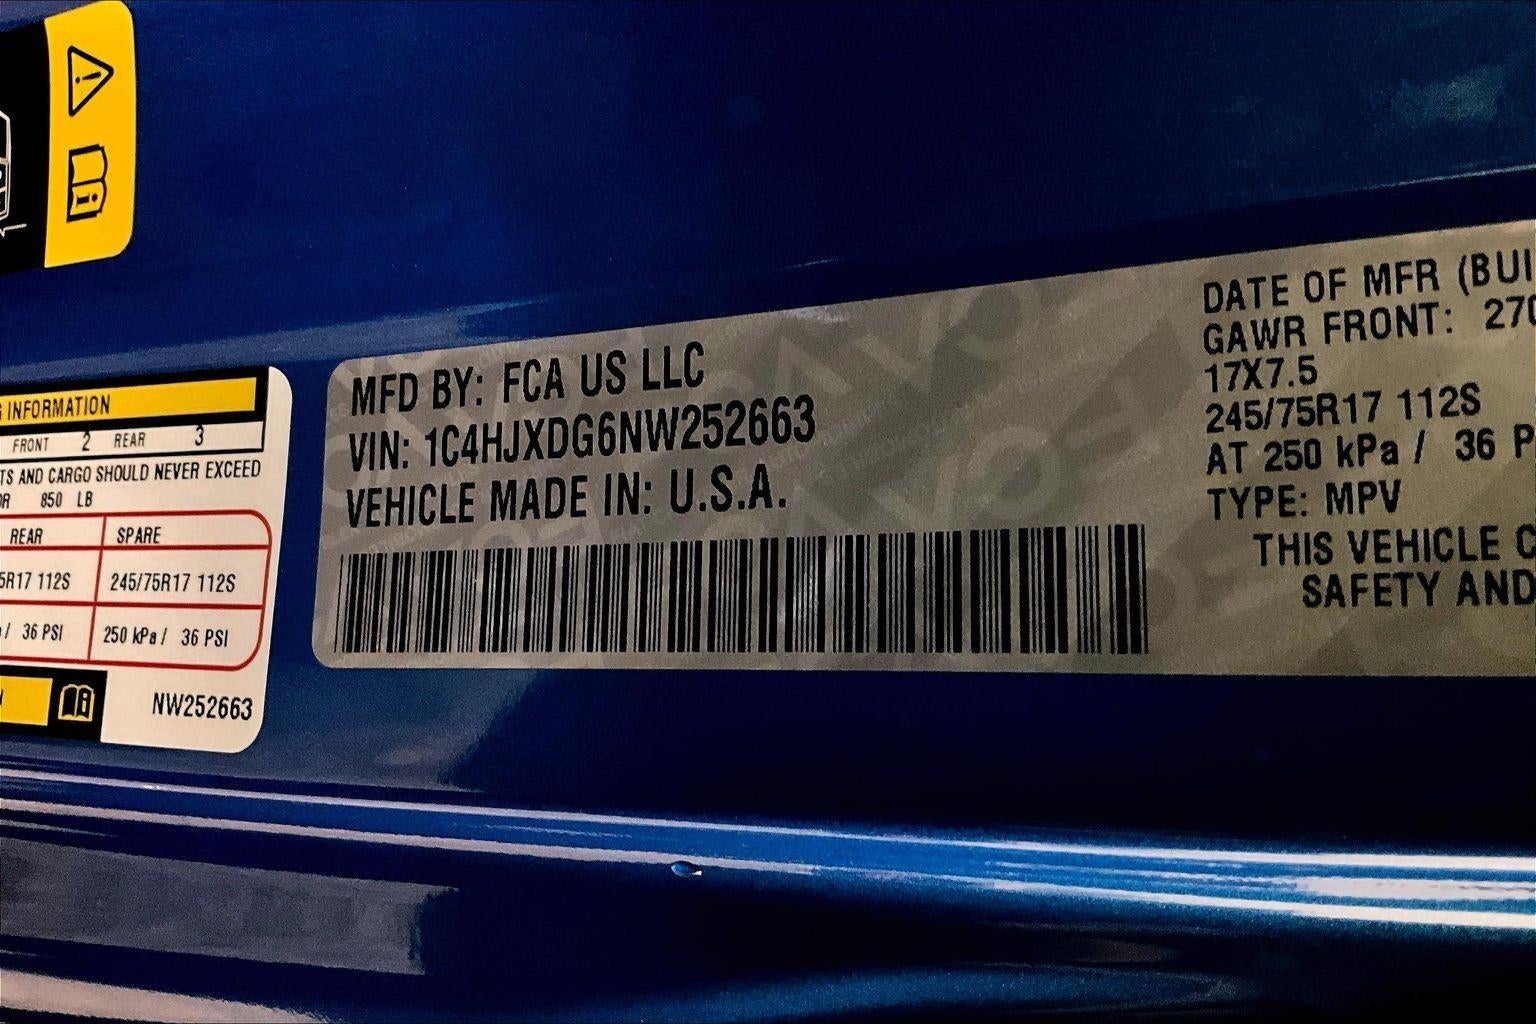 INFORMATION
FRONT 2 REAR 3
TS AND CARGO SHOULD NEVER EXCEED
OR 850 LB
REAR SPARE
5R17 112S 245/75R17 112S
/ 36 PSI 250 kPa / 36 PSI
NW252663
MFD BY: FCA US LLC
VIN: 1C4HJXDG6NW252663
VEHICLE MADE IN: U.S.A.
DATE OF MFR (BUI
GAWR FRONT: 270
17X7.5
245/75R17 112S
AT 250 kPa / 36 P
TYPE: MPV
THIS VEHICLE C
SAFETY AND